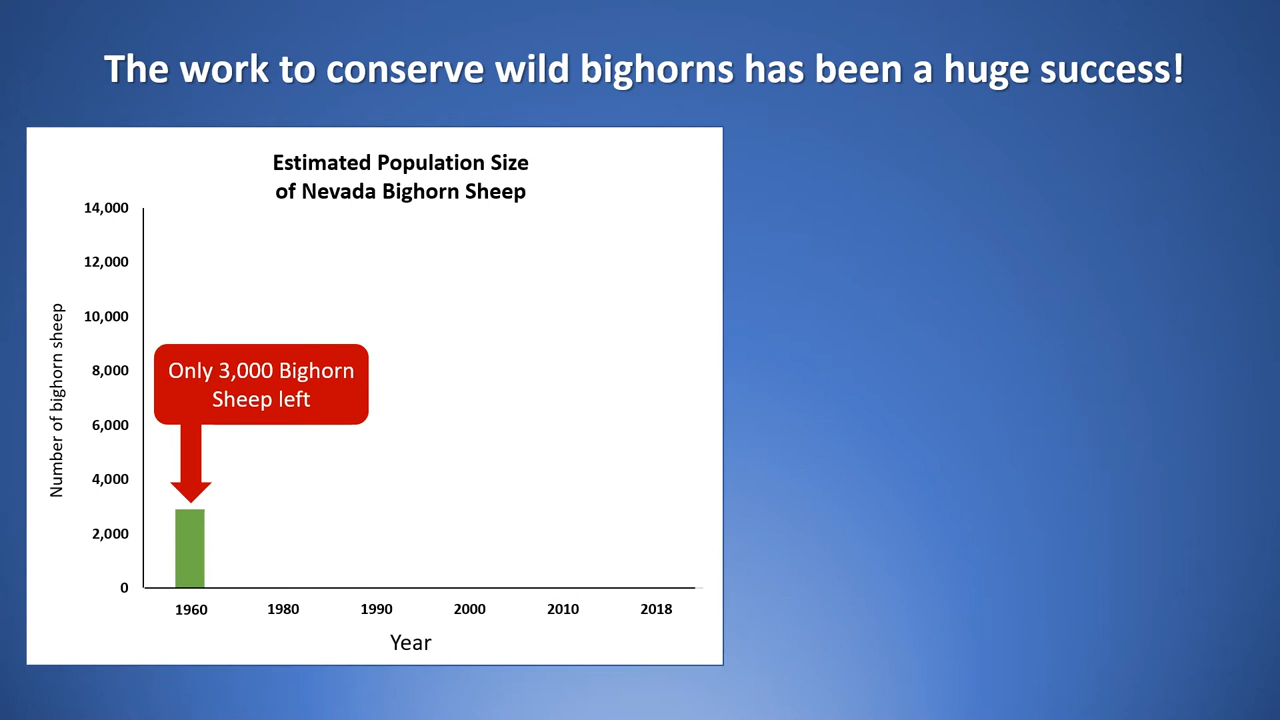 The work to conserve wild bighorns has been a huge success!
Estimated Population Size
of Nevada Bighorn Sheep
14,000
12,000
10,000
8,000
6,000
4,000
2,000
0
Number of bighorn sheep
Only 3,000 Bighorn
Sheep left
1960 1980 1990 2000 2010 2018
Year